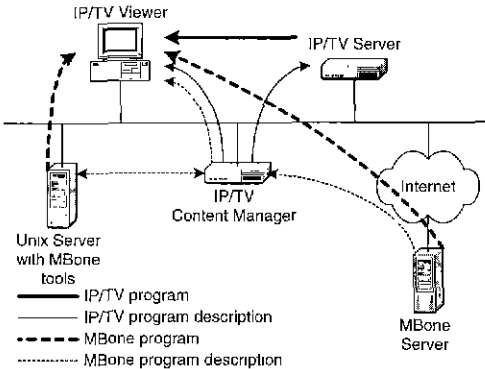 IP/TV Viewer
IP/TV Server
Internet
IP/TV
Content Manager
Unix Server
with MBone
tools
MBone
Server
IP/TV program
IP/TV program description
MBone program
MBone program description